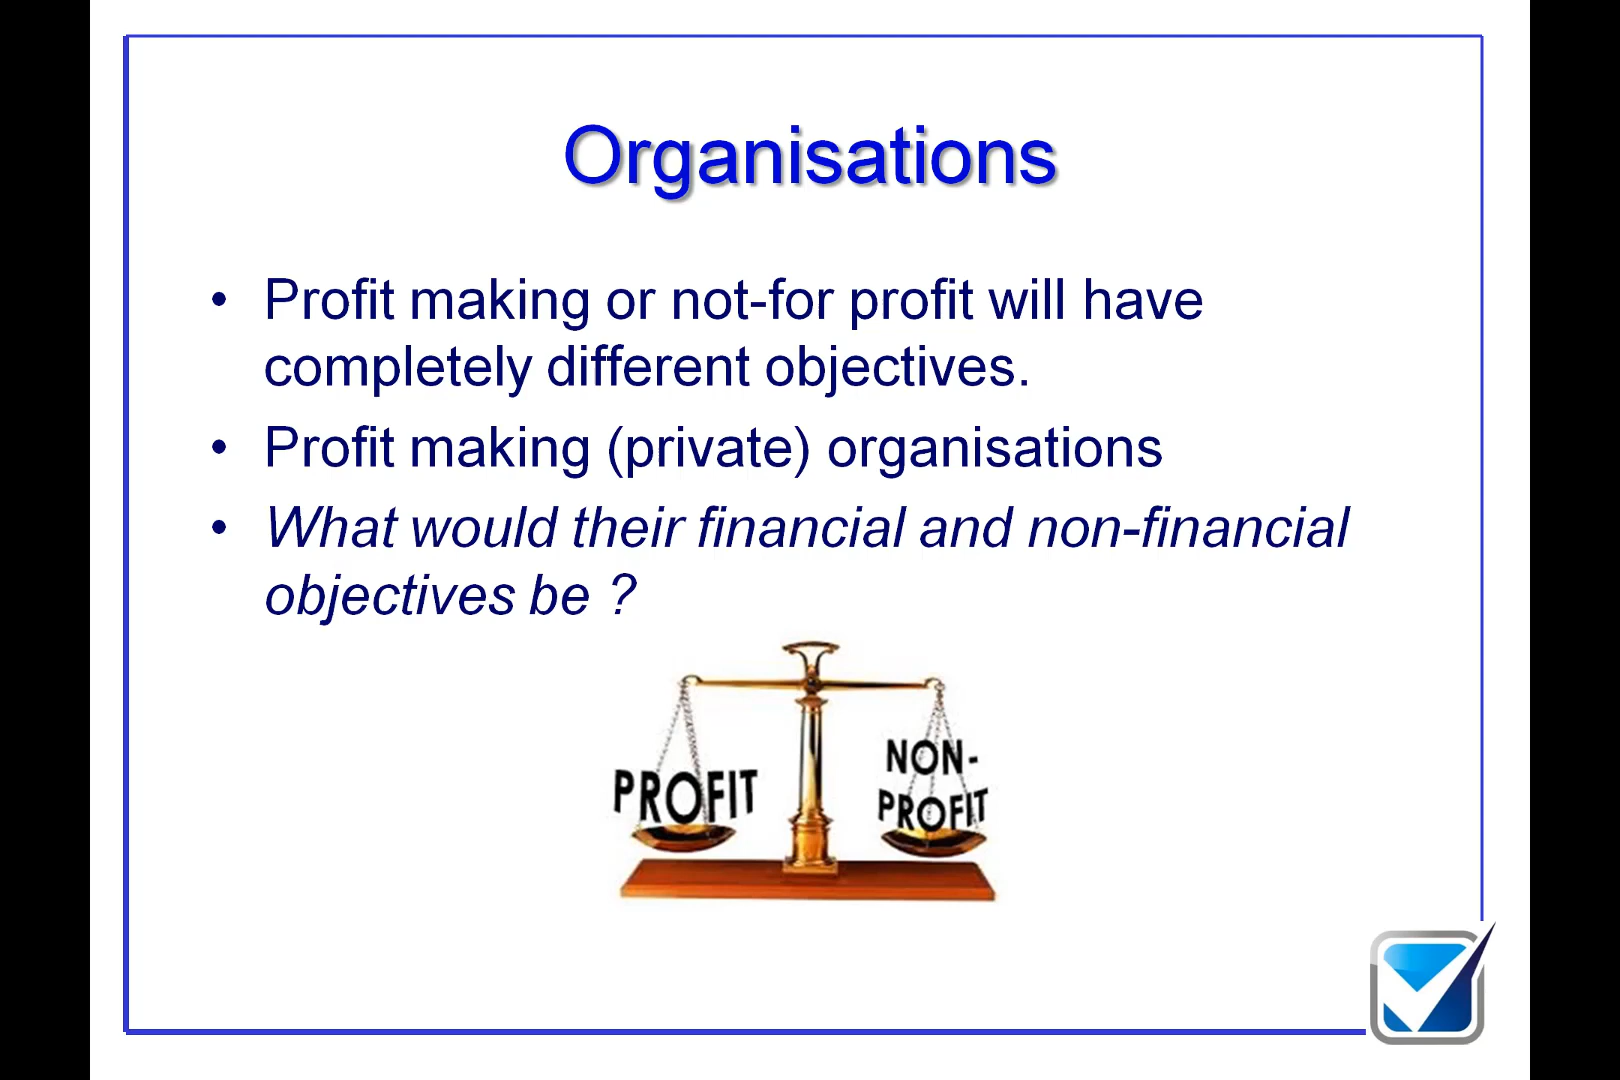 Organisations
• Profit making or not-for profit will have
completely different objectives.
• Profit making (private) organisations
• What would their financial and non-financial
objectives be ?
PROFIT
NON-
PROFIT